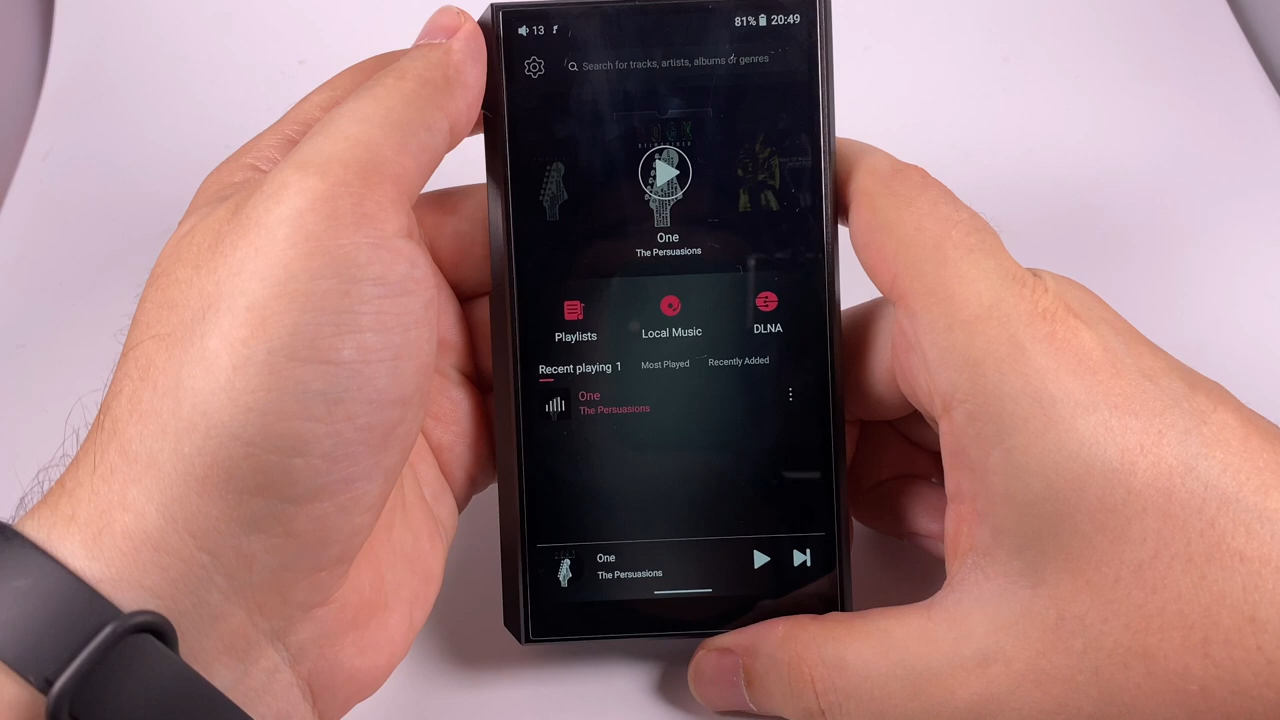 13
81% 20:49
Search for tracks, artists, albums or genres
REIMAGINED
One
The Persuasions
Playlists
Local Music
DLNA
Recent playing 1
Most Played
Recently Added
One
The Persuasions
One
The Persuasions